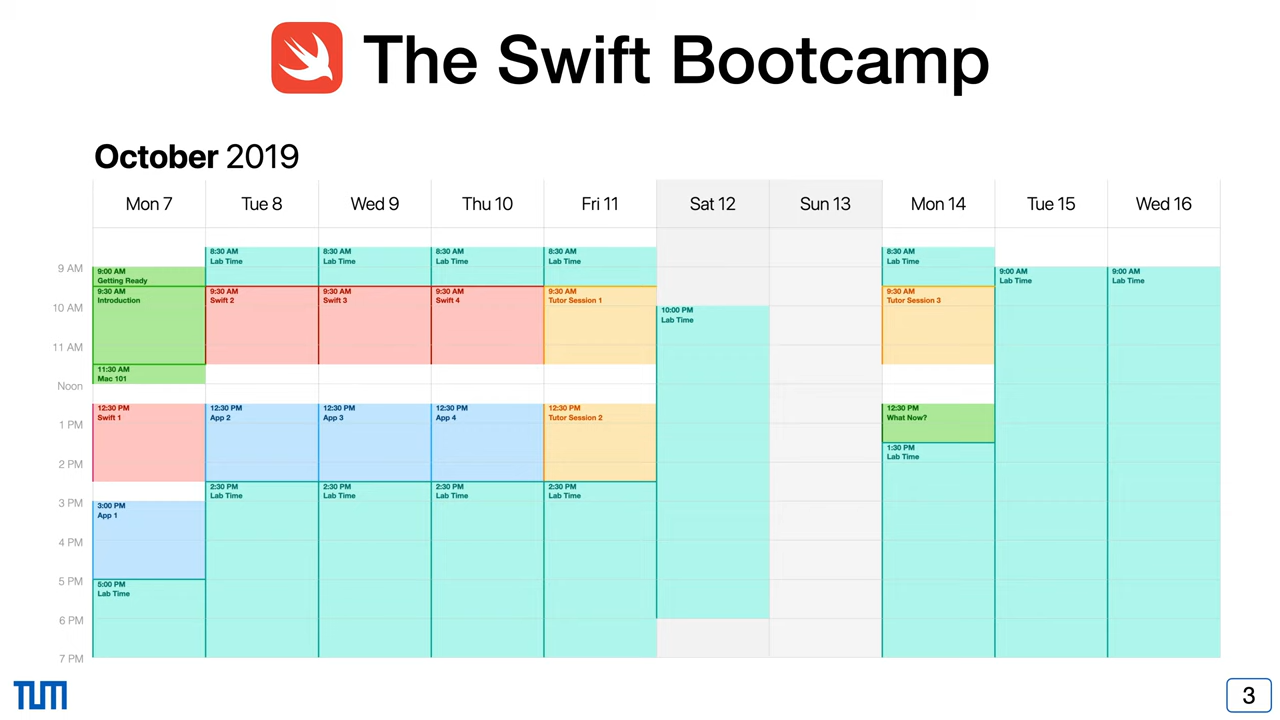 The Swift Bootcamp
October 2019
Mon 7
Tue 8
Wed 9
Thu 10
Fri 11
Sat 12
Sun 13
Mon 14
Tue 15
Wed 16
9 AM
10 AM
11 AM
Noon
1 PM
2 PM
3 PM
4 PM
5 PM
6 PM
7 PM
9:00 AM
Getting Ready
9:30 AM
Introduction
11:30 AM
Mac 101
12:30 PM
Swift 1
3:00 PM
App 1
5:00 PM
Lab Time
8:30 AM
Lab Time
9:30 AM
Swift 2
12:30 PM
App 2
2:30 PM
Lab Time
8:30 AM
Lab Time
9:30 AM
Swift 3
12:30 PM
App 3
2:30 PM
Lab Time
8:30 AM
Lab Time
9:30 AM
Swift 4
12:30 PM
App 4
2:30 PM
Lab Time
8:30 AM
Lab Time
9:30 AM
Tutor Session 1
12:30 PM
Tutor Session 2
2:30 PM
Lab Time
10:00 PM
Lab Time
8:30 AM
Lab Time
9:30 AM
Tutor Session 3
12:30 PM
What Now?
1:30 PM
Lab Time
9:00 AM
Lab Time
9:00 AM
Lab Time
TUM
3